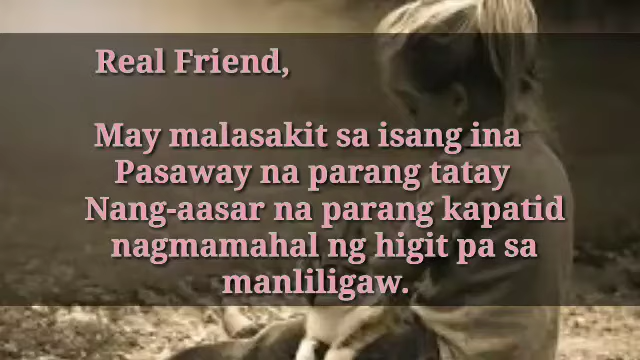 Real Friend,
May malasakit sa isang ina
Pasaway na parang tatay
Nang-aasar na parang kapatid
nagmamahal ng higit pa sa
manliligaw.